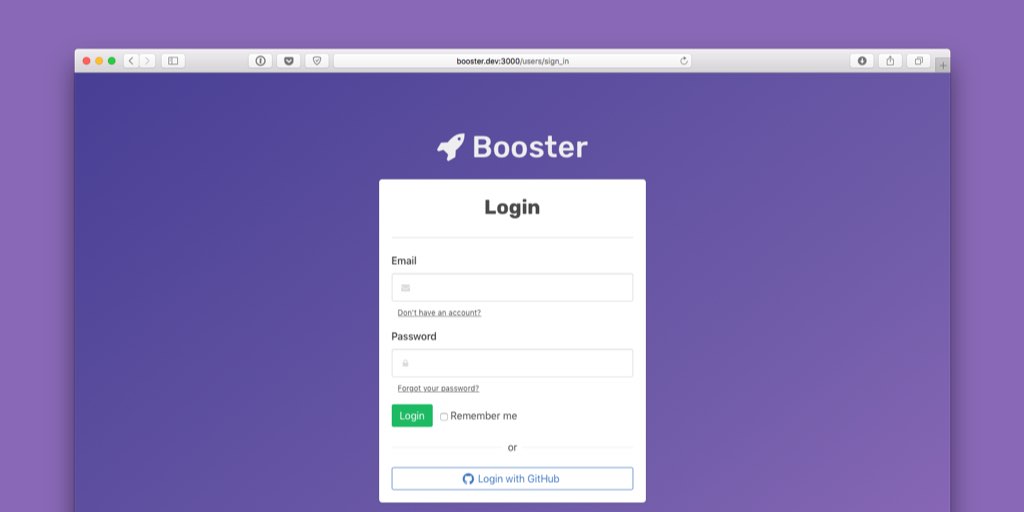 booster.dev:3000/users/sign_in
Booster
Login
Email
Don't have an account?
Password
Forgot your password?
Login Remember me
or
Login with GitHub